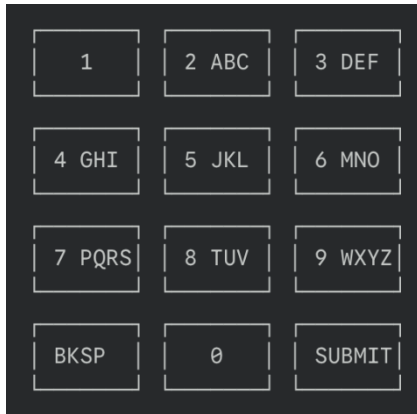 1 2 ABC 3 DEF
4 GHI 5 JKL 6 MNO
7 PQRS 8 TUV 9 WXYZ
BKSP 0 SUBMIT